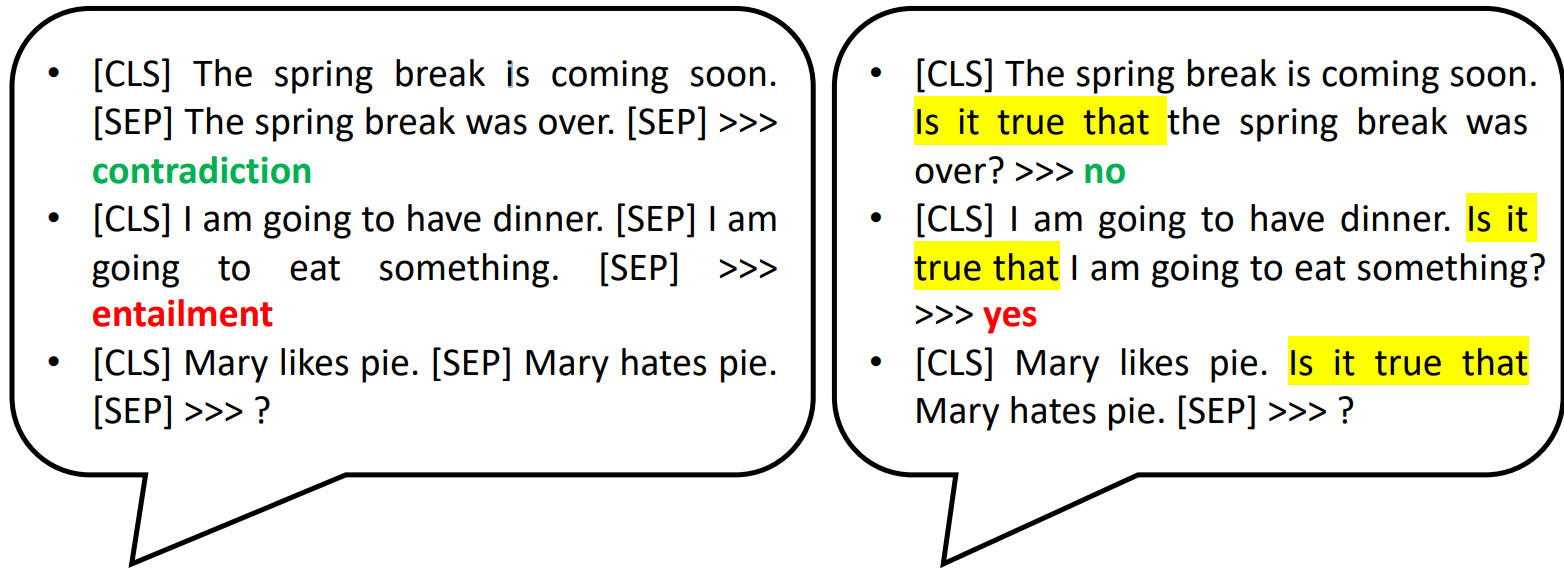 • [CLS] The spring break is coming soon.
[SEP] The spring break was over. [SEP] >>>
contradiction
• [CLS] I am going to have dinner. [SEP] I am
going to eat something. [SEP] >>>
entailment
• [CLS] Mary likes pie. [SEP] Mary hates pie.
[SEP] >>> ?
• [CLS] The spring break is coming soon.
Is it true that the spring break was
over? >>> no
• [CLS] I am going to have dinner. Is it
true that I am going to eat something?
>>> yes
• [CLS] Mary likes pie. Is it true that
Mary hates pie. [SEP] >>> ?